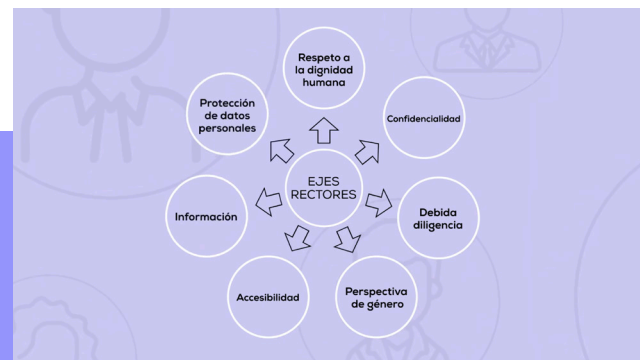 Respeto a
la dignidad
humana
Protección
de datos
personales
Confidencialidad
EJES
RECTORES
Información
Debida
diligencia
Accesibilidad
Perspectiva
de género